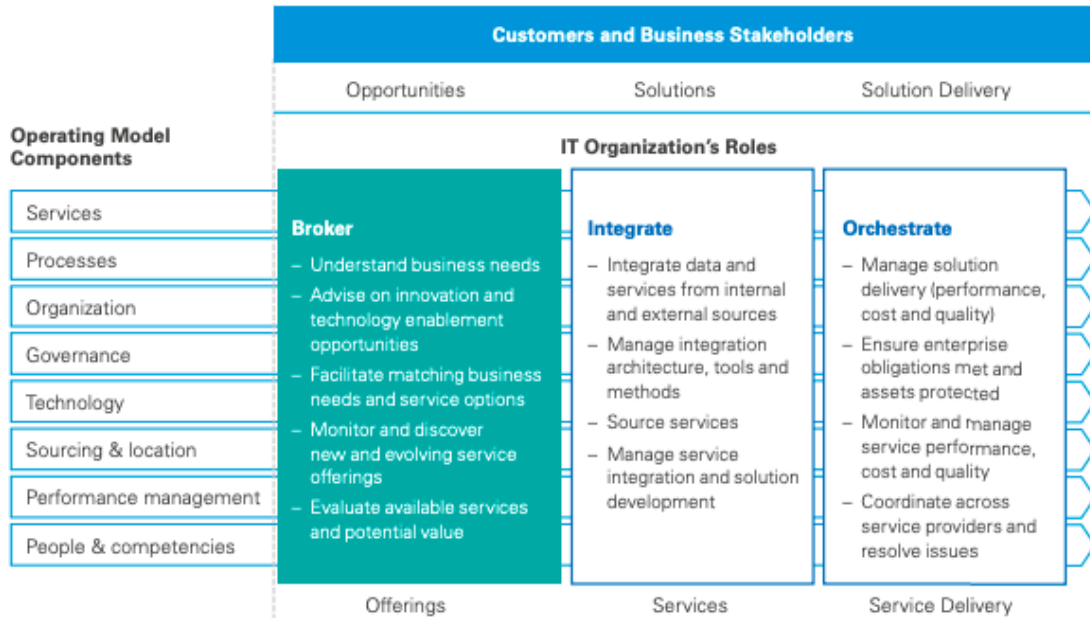 Customers and Business Stakeholders
Opportunities
Solutions
Solution Delivery
Operating Model
Components
IT Organization's Roles
Services
Processes
Organization
Governance
Technology
Sourcing & location
Performance management
People & competencies
Broker
– Understand business needs
– Advise on innovation and
technology enablement
opportunities
– Facilitate matching business
needs and service options
– Monitor and discover
new and evolving service
offerings
– Evaluate available services
and potential value
Integrate
– Integrate data and
services from internal
and external sources
– Manage integration
architecture, tools and
methods
– Source services
– Manage service
integration and solution
development
Orchestrate
– Manage solution
delivery (performance,
cost and quality)
– Ensure enterprise
obligations met and
assets protected
– Monitor and manage
service performance,
cost and quality
– Coordinate across
service providers and
resolve issues
Offerings
Services
Service Delivery